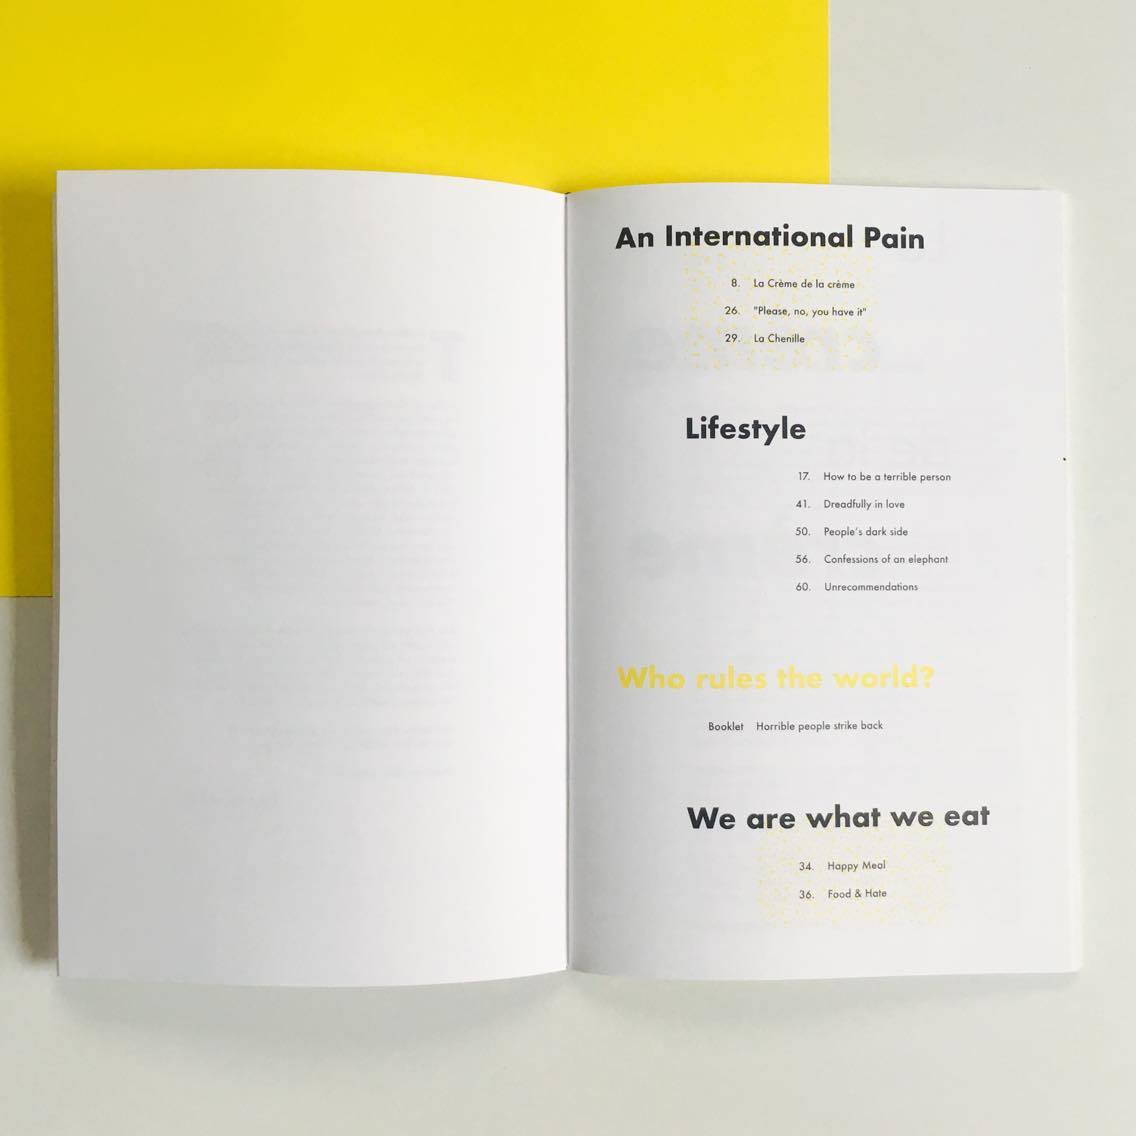 An International Pain
8. La Crème de la crème
26. "Please, no, you have it"
29. La Chenille
Lifestyle
17. How to be a terrible person
41. Dreadfully in love
50. People's dark side
56. Confessions of an elephant
60. Unrecommendations
Who rules the world?
Booklet Horrible people strike back
We are what we eat
34. Happy Meal
36. Food & Hate